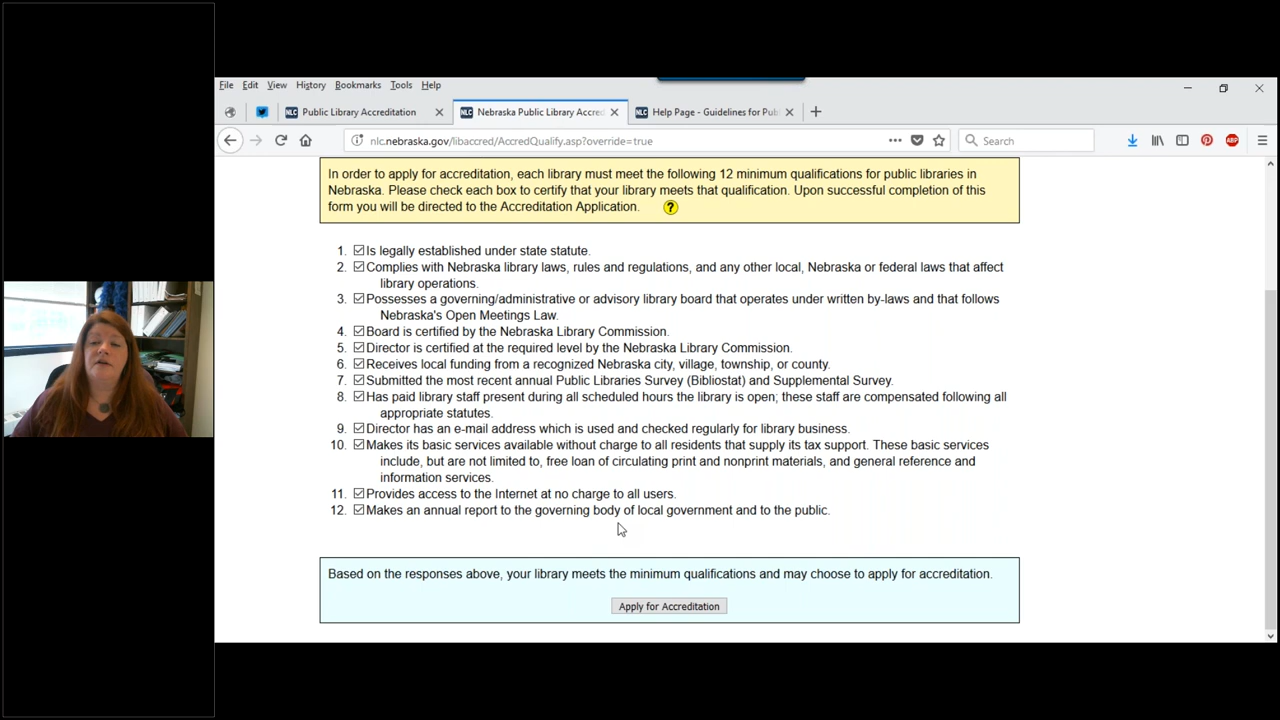 File Edit View History Bookmarks Tools Help
NLC Public Library Accreditation
NLC Nebraska Public Library Accred
NLC Help Page - Guidelines for Pub
nlc.nebraska.gov/libaccred/AccredQualify.asp?override=true
Search
ABP
In order to apply for accreditation, each library must meet the following 12 minimum qualifications for public libraries in
Nebraska. Please check each box to certify that your library meets that qualification. Upon successful completion of this
form you will be directed to the Accreditation Application. ?
1. Is legally established under state statute.
2. Complies with Nebraska library laws, rules and regulations, and any other local, Nebraska or federal laws that affect
library operations.
3. Possesses a governing/administrative or advisory library board that operates under written by-laws and that follows
Nebraska's Open Meetings Law.
4. Board is certified by the Nebraska Library Commission.
5. Director is certified at the required level by the Nebraska Library Commission.
6. Receives local funding from a recognized Nebraska city, village, township, or county.
7. Submitted the most recent annual Public Libraries Survey (Bibliostat) and Supplemental Survey.
8. Has paid library staff present during all scheduled hours the library is open; these staff are compensated following all
appropriate statutes.
9. Director has an e-mail address which is used and checked regularly for library business.
10. Makes its basic services available without charge to all residents that supply its tax support. These basic services
include, but are not limited to, free loan of circulating print and nonprint materials, and general reference and
information services.
11. Provides access to the Internet at no charge to all users.
12. Makes an annual report to the governing body of local government and to the public.
Based on the responses above, your library meets the minimum qualifications and may choose to apply for accreditation.
Apply for Accreditation